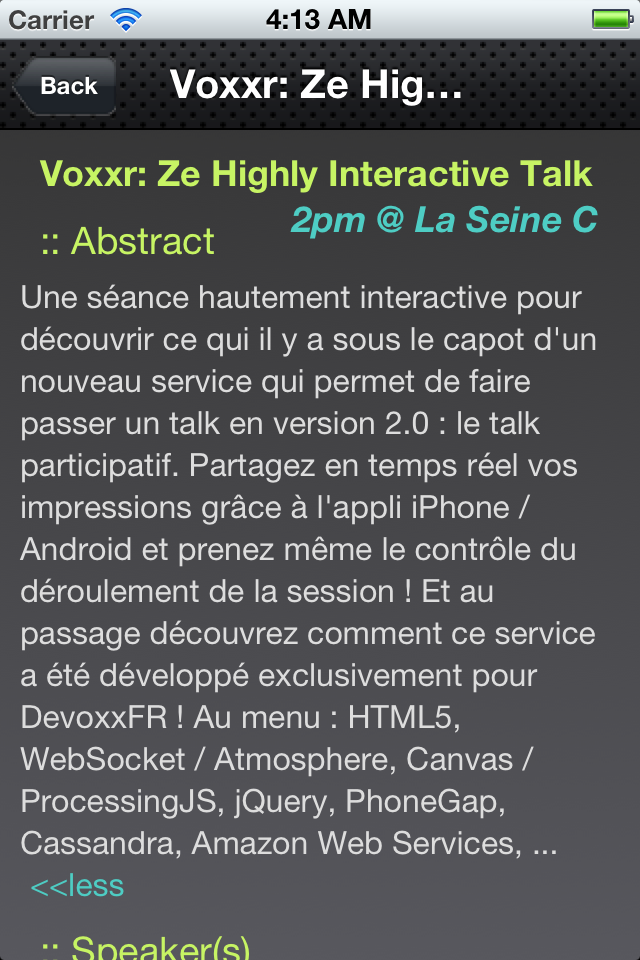 Carrier 4:13 AM
Back Voxxr: Ze Hig...
Voxxr: Ze Highly Interactive Talk
2pm @ La Seine C
:: Abstract
Une séance hautement interactive pour
découvrir ce qui il y a sous le capot d'un
nouveau service qui permet de faire
passer un talk en version 2.0 : le talk
participatif. Partagez en temps réel vos
impressions grâce à l'appli iPhone /
Android et prenez même le contrôle du
déroulement de la session ! Et au
passage découvrez comment ce service
a été développé exclusivement pour
DevoxxFR ! Au menu : HTML5,
WebSocket / Atmosphere, Canvas /
ProcessingJS, jQuery, PhoneGap,
Cassandra, Amazon Web Services, ...
<<less
:: Speaker(s)